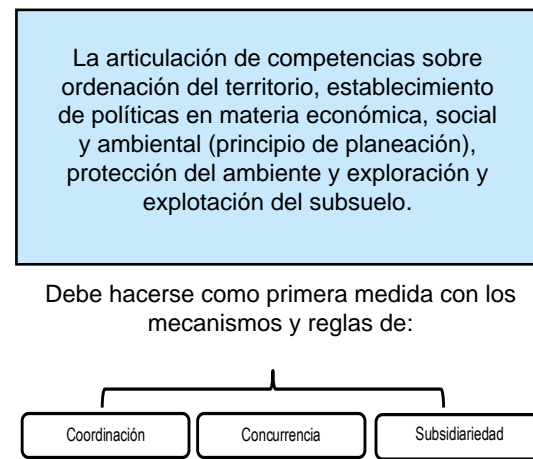 La articulación de competencias sobre
ordenación del territorio, establecimiento
de políticas en materia económica, social
y ambiental (principio de planeación),
protección del ambiente y exploración y
explotación del subsuelo.
Debe hacerse como primera medida con los
mecanismos y reglas de:
Coordinación
Concurrencia
Subsidiariedad